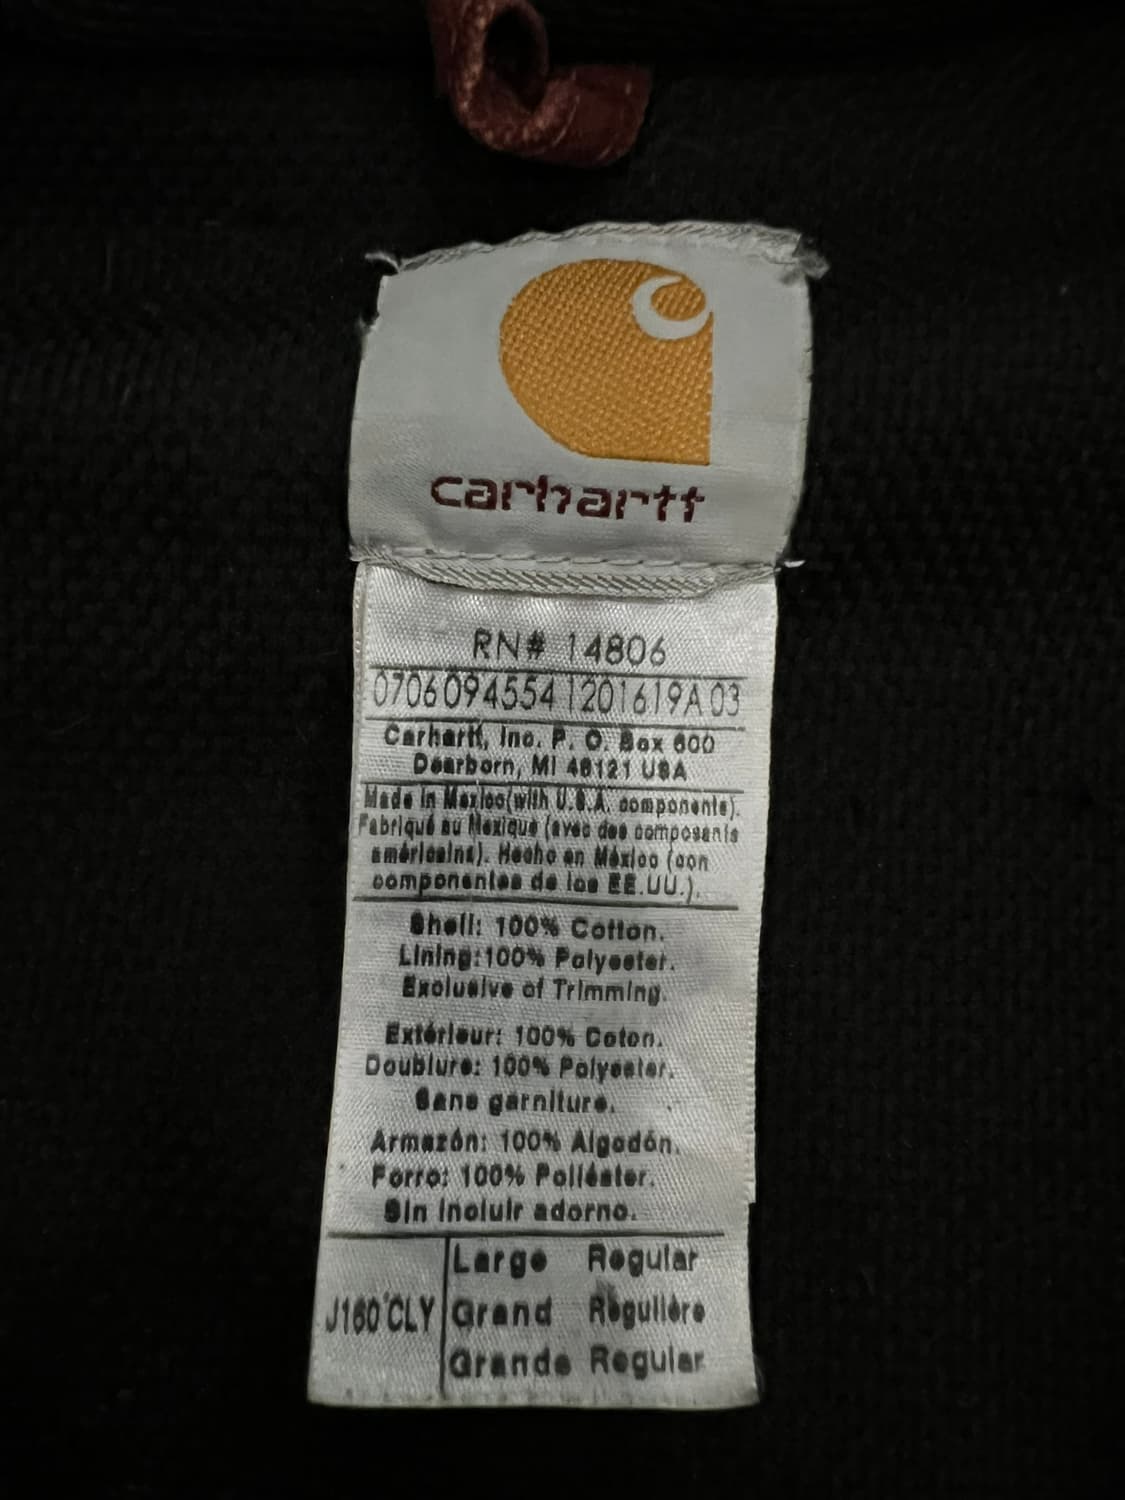 carhartt
RN# 14806
0706094554 1201619A 03
Carhartt, Inc. P. O. Box 600
Dearborn, MI 48121 USA
Made in Mexico(with U.S.A. components).
Fabriqué au Mexique (avec des composants
américains). Hecho en México (con
componentes de los EE.UU.).
Shell: 100% Cotton.
Lining:100% Polyester.
Exclusive of Trimming.
Extérieur: 100% Coton.
Doublure: 100% Polyester.
Sans garniture.
Armazón: 100% Algodón.
Forro: 100% Poliéster.
Sin incluir adorno.
J160 CLY
Large Regular
Grand Régulière
Grande Regular